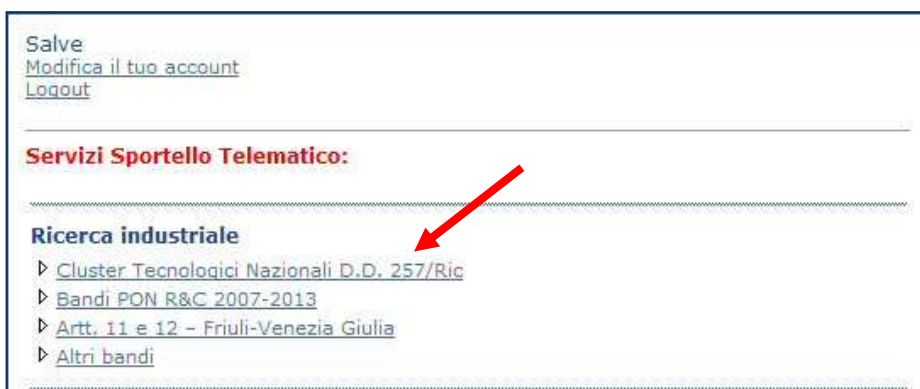 Salve
Modifica il tuo account
Logout
Servizi Sportello Telematico:
Ricerca industriale
Cluster Tecnologici Nazionali D.D. 257/Ric
Bandi PON R&C 2007-2013
Artt. 11 e 12 – Friuli-Venezia Giulia
Altri bandi